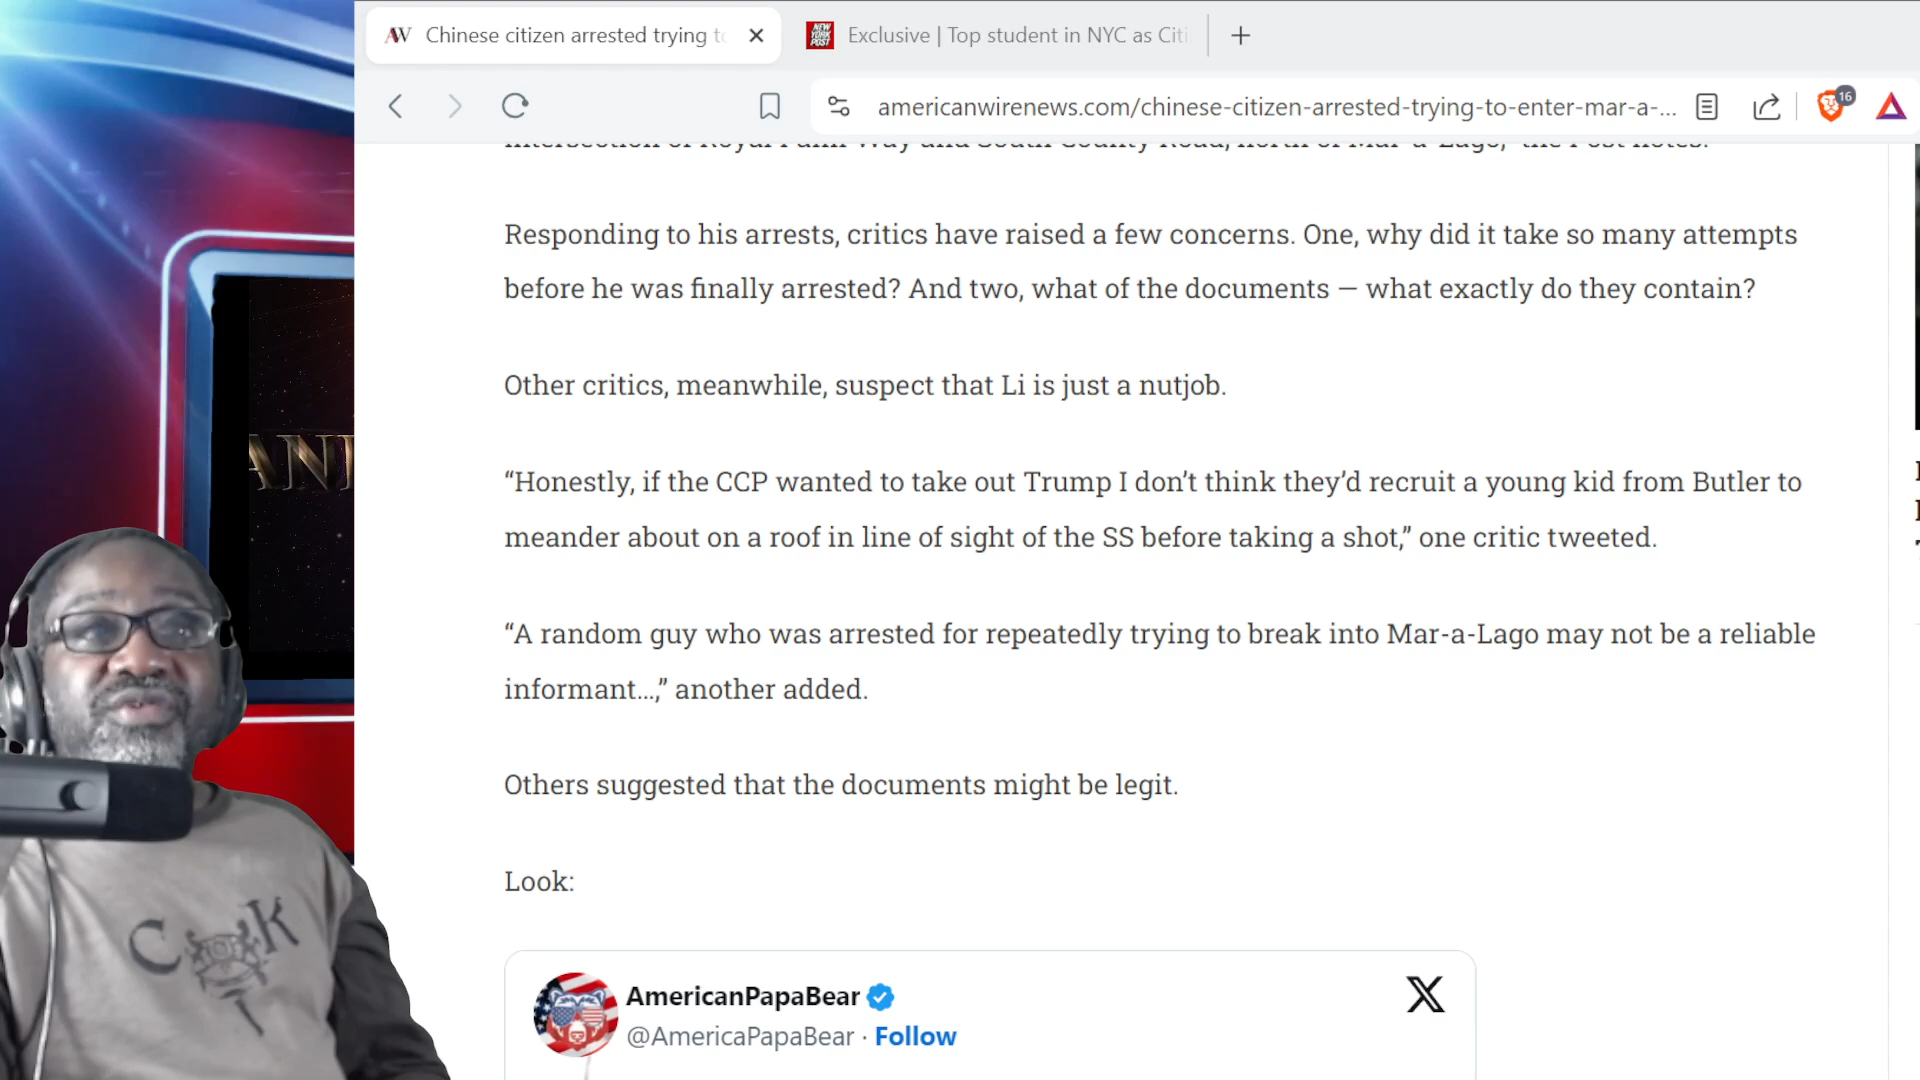 AW Chinese citizen arrested trying to
NEW YORK POST Exclusive | Top student in NYC as Citi
americanwirenews.com/chinese-citizen-arrested-trying-to-enter-mar-a-...
16
intersection of Royal Palm Way and South County Road, north of Mar-a-Lago," the Post notes.
Responding to his arrests, critics have raised a few concerns. One, why did it take so many attempts
before he was finally arrested? And two, what of the documents — what exactly do they contain?
Other critics, meanwhile, suspect that Li is just a nutjob.
“Honestly, if the CCP wanted to take out Trump I don’t think they’d recruit a young kid from Butler to
meander about on a roof in line of sight of the SS before taking a shot,” one critic tweeted.
“A random guy who was arrested for repeatedly trying to break into Mar-a-Lago may not be a reliable
informant…,” another added.
Others suggested that the documents might be legit.
Look:
AmericanPapaBear
@AmericaPapaBear · Follow
AN
C K
T